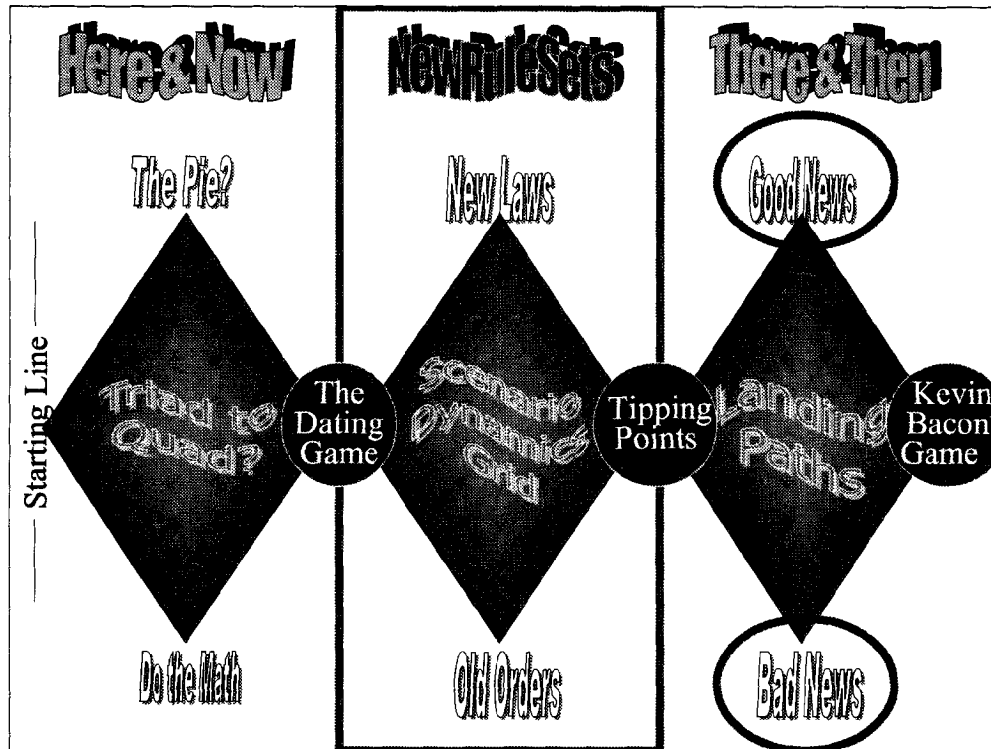 Here & Now
New Rule Sets
There & Then
The Pie?
New Laws
Good News
Starting Line
Triad to
Quad?
The
Dating
Game
Scenario
Dynamics
Grid
Tipping
Points
Landing
Paths
Kevin
Bacon
Game
Do the Math
Old Orders
Bad News